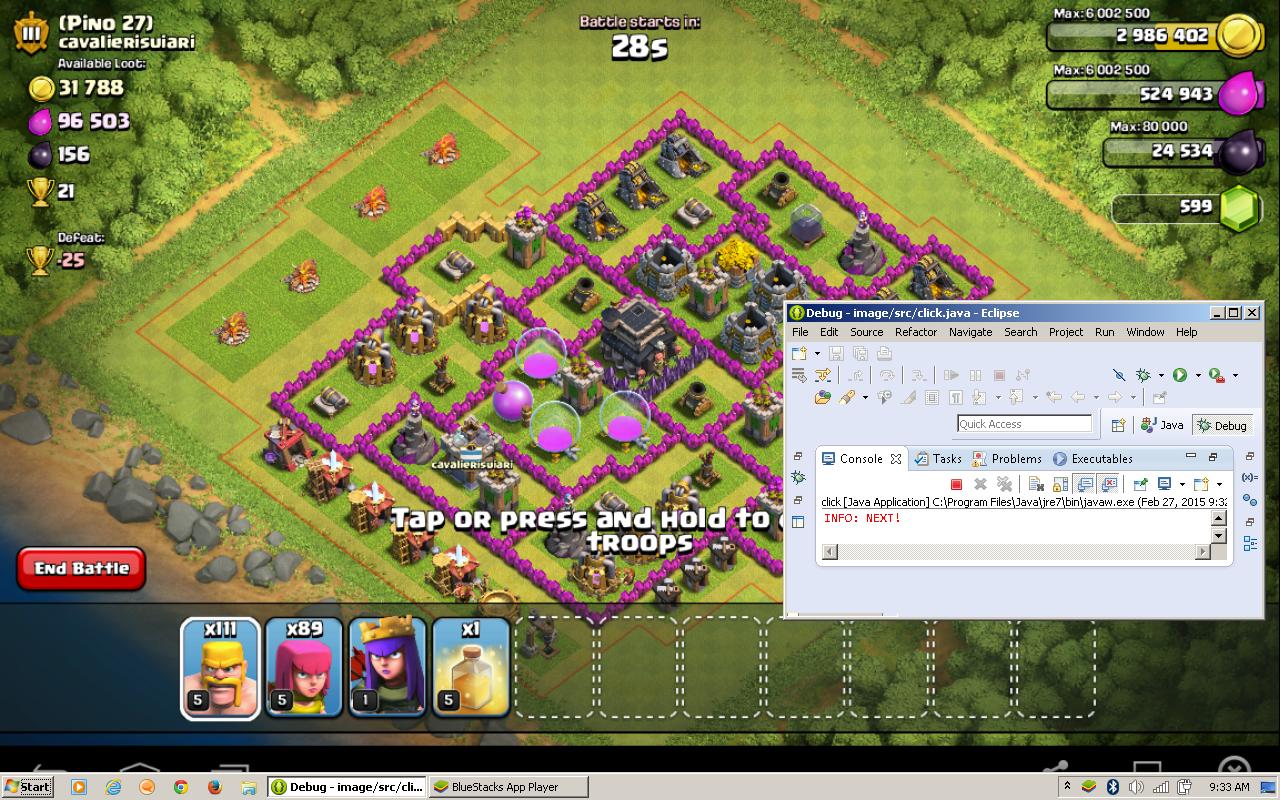 III
(Pino 27)
cavalierisuiari
Available Loot:
31 788
96 503
156
21
Defeat:
-25
Battle starts in:
28s
Max: 6 002 500
2 986 402
Max: 6 002 500
524 943
Max: 80 000
24 534
599
cavalierisuiari
Tap or press and hold to
troops
End Battle
x111
5
x89
5
1
x1
5
Debug - image/src/click.java - Eclipse
File Edit Source Refactor Navigate Search Project Run Window Help
Quick Access
Java
Debug
Console Tasks Problems Executables
click [Java Application] C:\Program Files\Java\jre7\bin\javaw.exe (Feb 27, 2015 9:32
INFO: NEXT!
(x)=
Start
Debug - image/src/cli...
BlueStacks App Player
9:33 AM